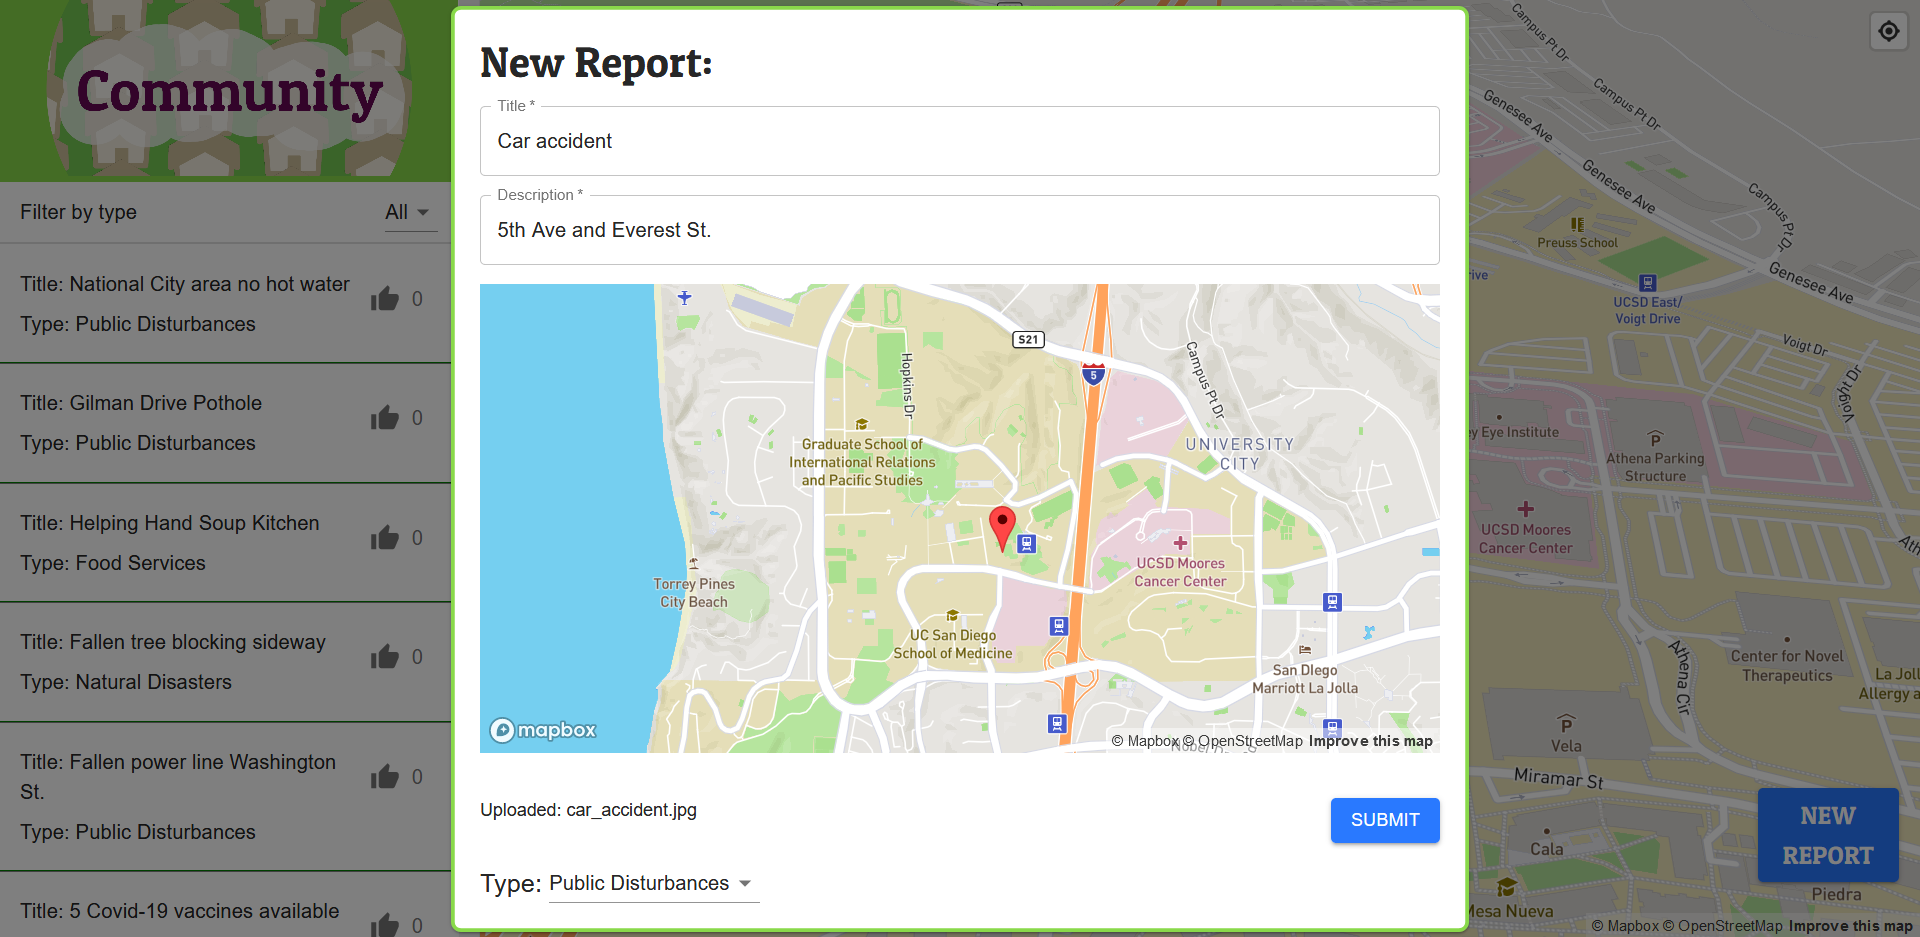 Community
Filter by type
All
Title: National City area no hot water
Type: Public Disturbances
0
Title: Gilman Drive Pothole
Type: Public Disturbances
0
Title: Helping Hand Soup Kitchen
Type: Food Services
0
Title: Fallen tree blocking sideway
Type: Natural Disasters
0
Title: Fallen power line Washington
St.
Type: Public Disturbances
0
Title: 5 Covid-19 vaccines available
0
New Report:
Title *
Car accident
Description *
5th Ave and Everest St.
S21
5
Hopkins Dr
Campus Pt Dr
Graduate School of
International Relations
and Pacific Studies
UNIVERSITY
CITY
UCSD Moores
Cancer Center
Torrey Pines
City Beach
UC San Diego
School of Medicine
San DIego
Marriott La Jolla
mapbox
© Mapbox © OpenStreetMap Improve this map
Uploaded: car_accident.jpg
SUBMIT
Type: Public Disturbances
Campus Pt Dr
Campus Pt Dr
Genesee Ave
Genesee Ave
Campus Pt Dr
Genesee Ave
Preuss School
UCSD East/
Voigt Drive
Voigt Dr
Voigt Dr
Eye Institute
Athena Parking
Structure
UCSD Moores
Cancer Center
Athena Cir
Center for Novel
Therapeutics
Allergy
Vela
Miramar St
NEW
REPORT
Cala
Mesa Nueva
Piedra
© Mapbox © OpenStreetMap Improve this map